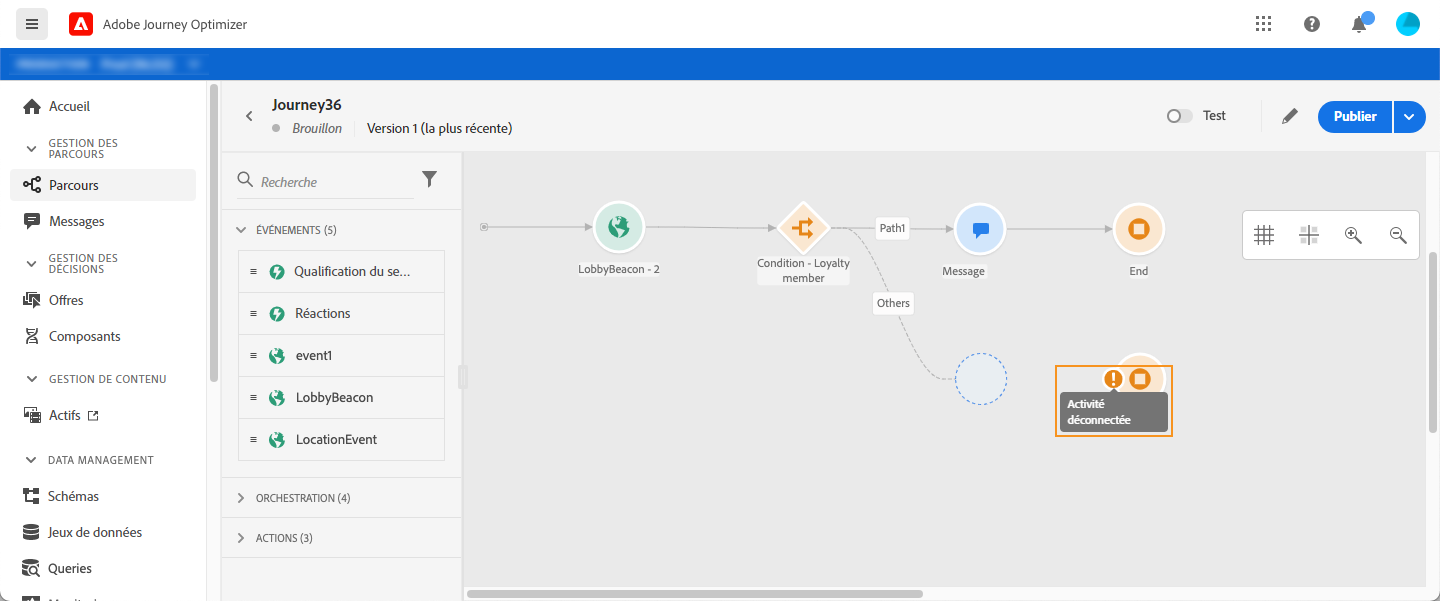 Adobe Journey Optimizer
Accueil
GESTION DES
PARCOURS
Parcours
Messages
GESTION DES
DÉCISIONS
Offres
Composants
GESTION DE CONTENU
Actifs
DATA MANAGEMENT
Schémas
Jeux de données
Queries
Journey36
Brouillon
Version 1 (la plus récente)
Test
Publier
Recherche
ÉVÉNEMENTS (5)
Qualification du se...
Réactions
event1
LobbyBeacon
LocationEvent
ORCHESTRATION (4)
ACTIONS (3)
LobbyBeacon - 2
Condition - Loyalty
member
Path1
Others
Message
End
Activité
déconnectée